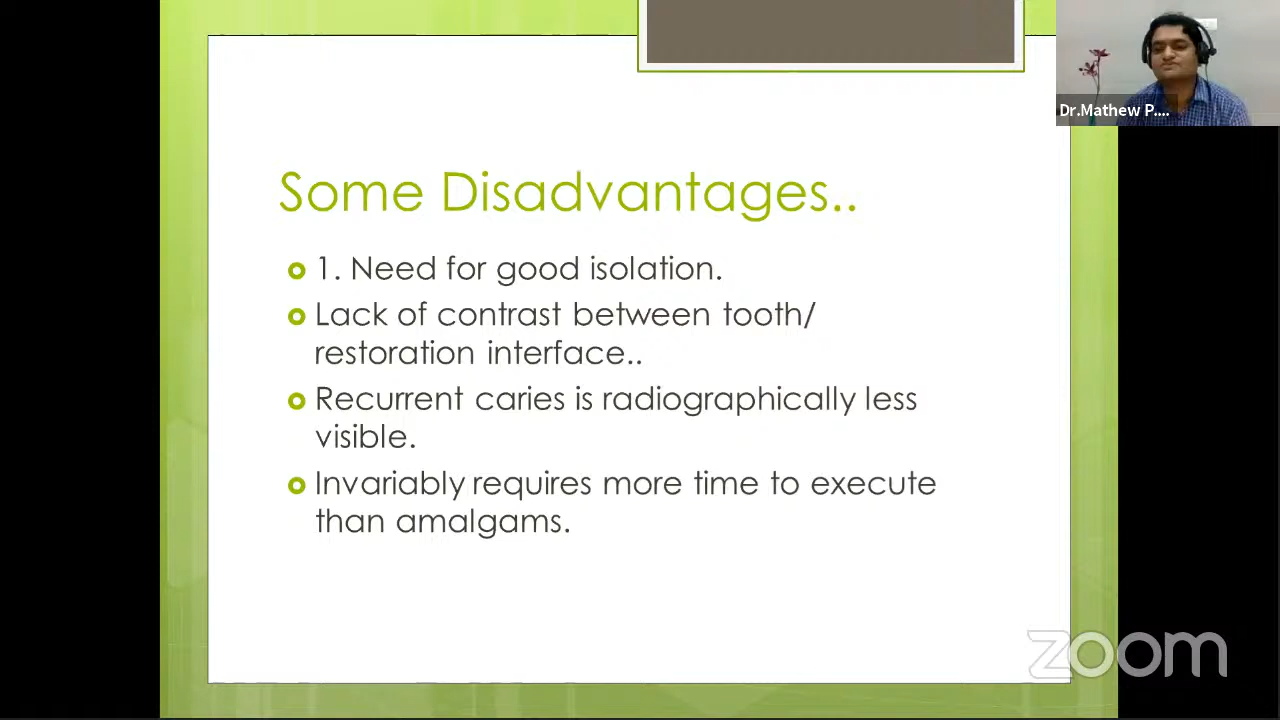 Dr.Mathew P....
Some Disadvantages..
1. Need for good isolation.
Lack of contrast between tooth/
restoration interface..
Recurrent caries is radiographically less
visible.
Invariably requires more time to execute
than amalgams.
zoom